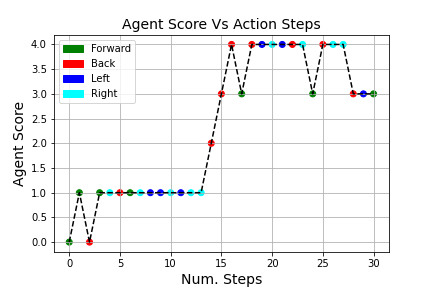 Agent Score Vs Action Steps
Forward
Back
Left
Right
4.0
3.5
3.0
2.5
2.0
1.5
1.0
0.5
0.0
Agent Score
0 5 10 15 20 25 30
Num. Steps